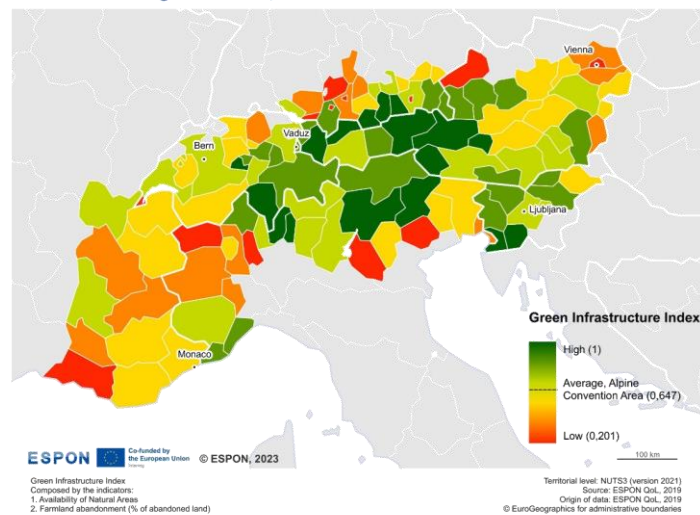 Vienna
Vaduz
Bern
Ljubljana
Monaco
Green Infrastructure Index
High (1)
Average, Alpine
Convention Area (0,647)
Low (0,201)
100 km
ESPON
Co-funded by
the European Union
Interreg
© ESPON, 2023
Green Infrastructure Index
Composed by the indicators:
1. Availability of Natural Areas
2. Farmland abandonment (% of abandoned land)
Territorial level: NUTS3 (version 2021)
Source: ESPON QoL, 2019
Origin of data: ESPON QoL, 2019
© EuroGeographics for administrative boundaries